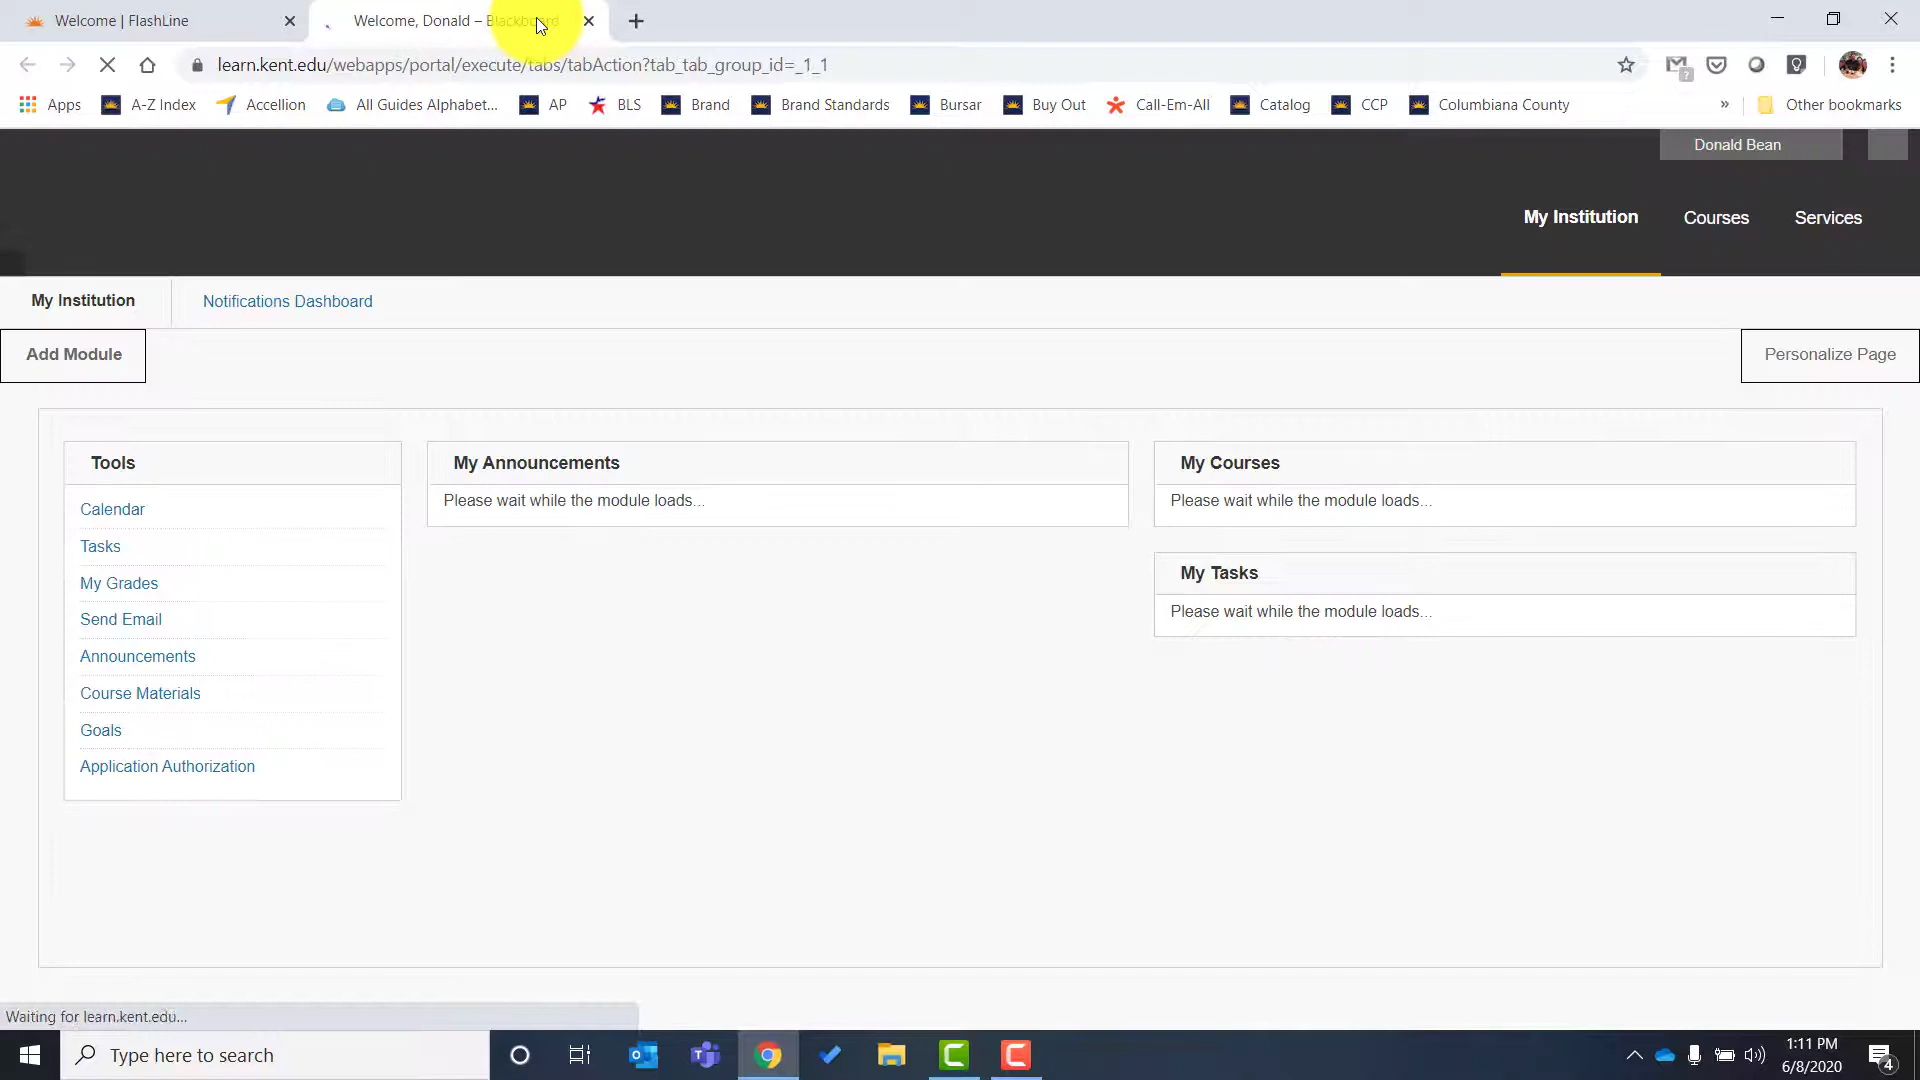 Welcome | FlashLine
Welcome, Donald – Blackboard
learn.kent.edu/webapps/portal/execute/tabs/tabAction?tab_tab_group_id=_1_1
Apps A-Z Index Accellion All Guides Alphabet... AP BLS Brand Brand Standards Bursar Buy Out Call-Em-All Catalog CCP Columbiana County » Other bookmarks
Donald Bean
My Institution Courses Services
My Institution Notifications Dashboard
Add Module Personalize Page
Tools
Calendar
Tasks
My Grades
Send Email
Announcements
Course Materials
Goals
Application Authorization
My Announcements
Please wait while the module loads...
My Courses
Please wait while the module loads...
My Tasks
Please wait while the module loads...
Waiting for learn.kent.edu...
Type here to search
1:11 PM
6/8/2020
4